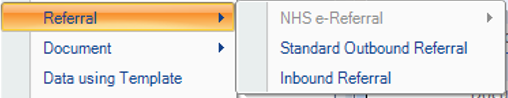 Referral
Document
Data using Template
NHS e-Referral
Standard Outbound Referral
Inbound Referral